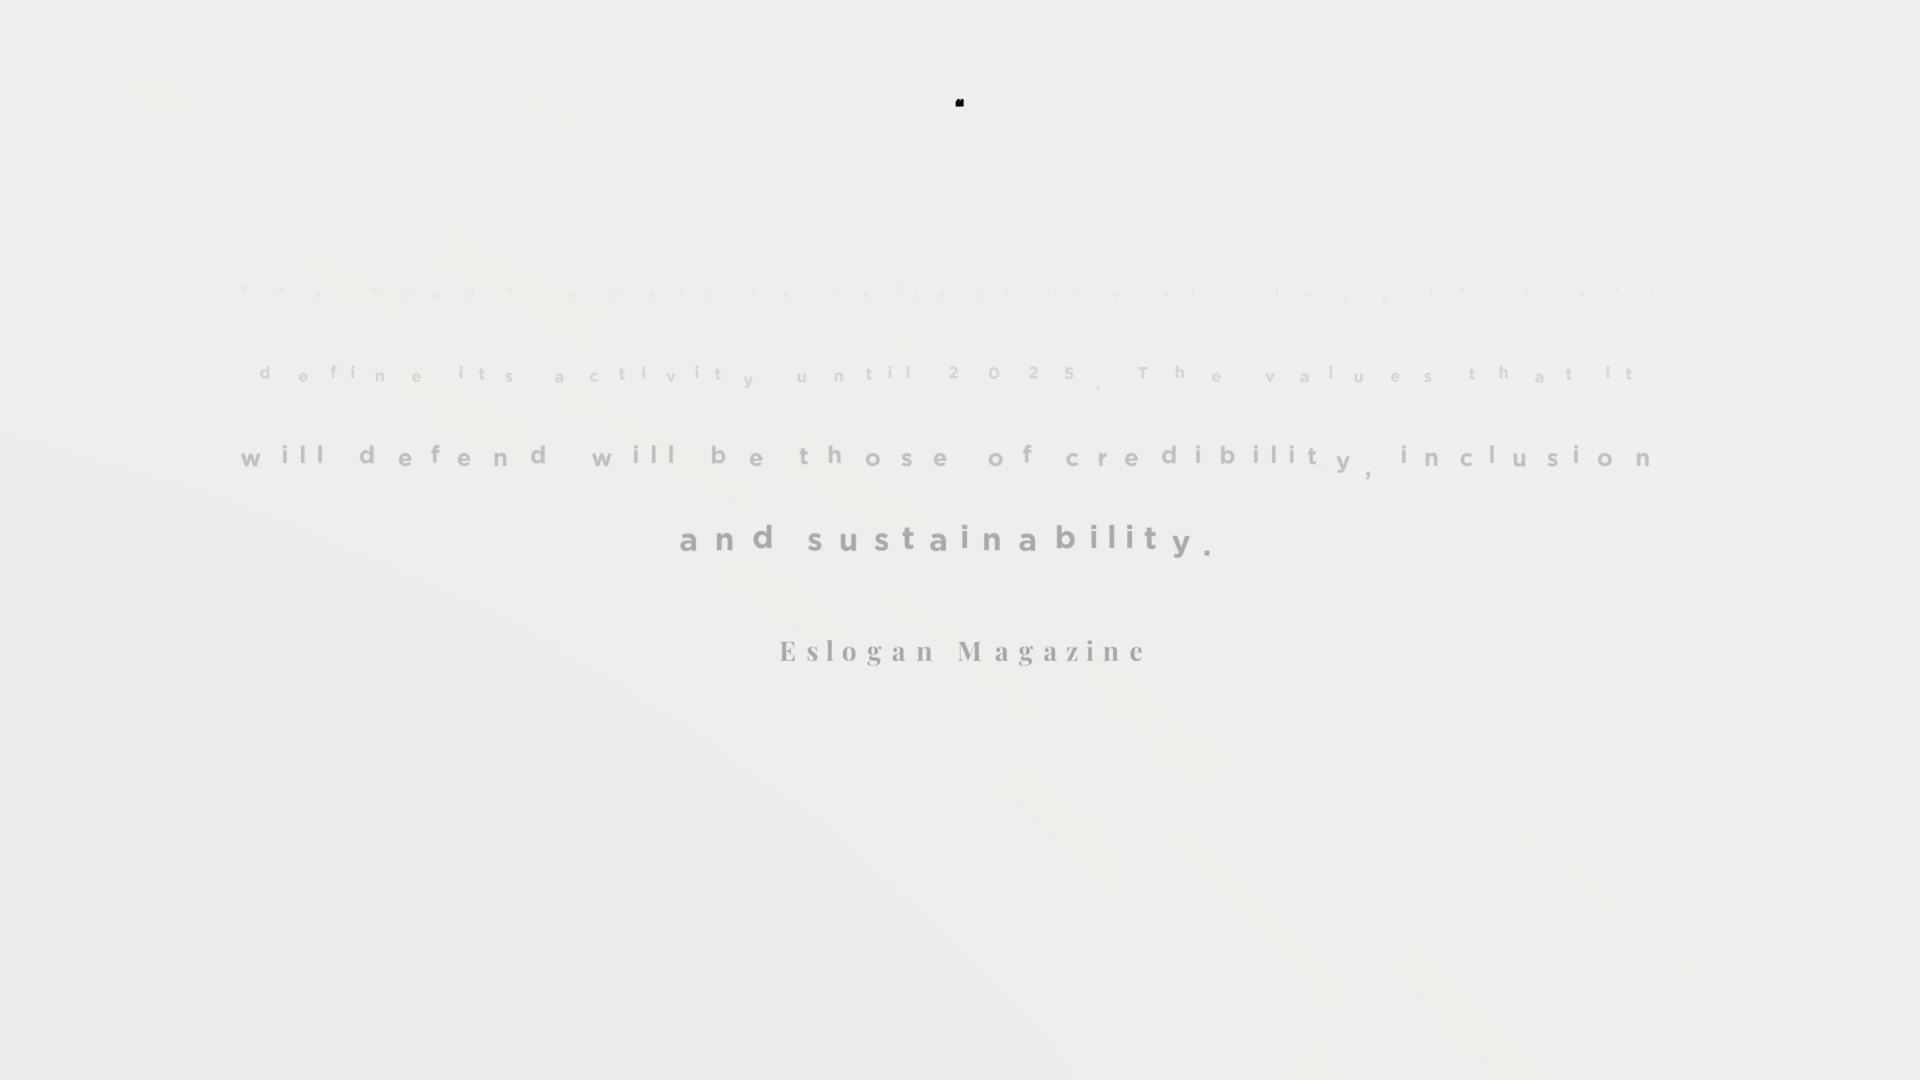 “
define its activity until 2025. The values that it
will defend will be those of credibility, inclusion
and sustainability.
Eslogan Magazine